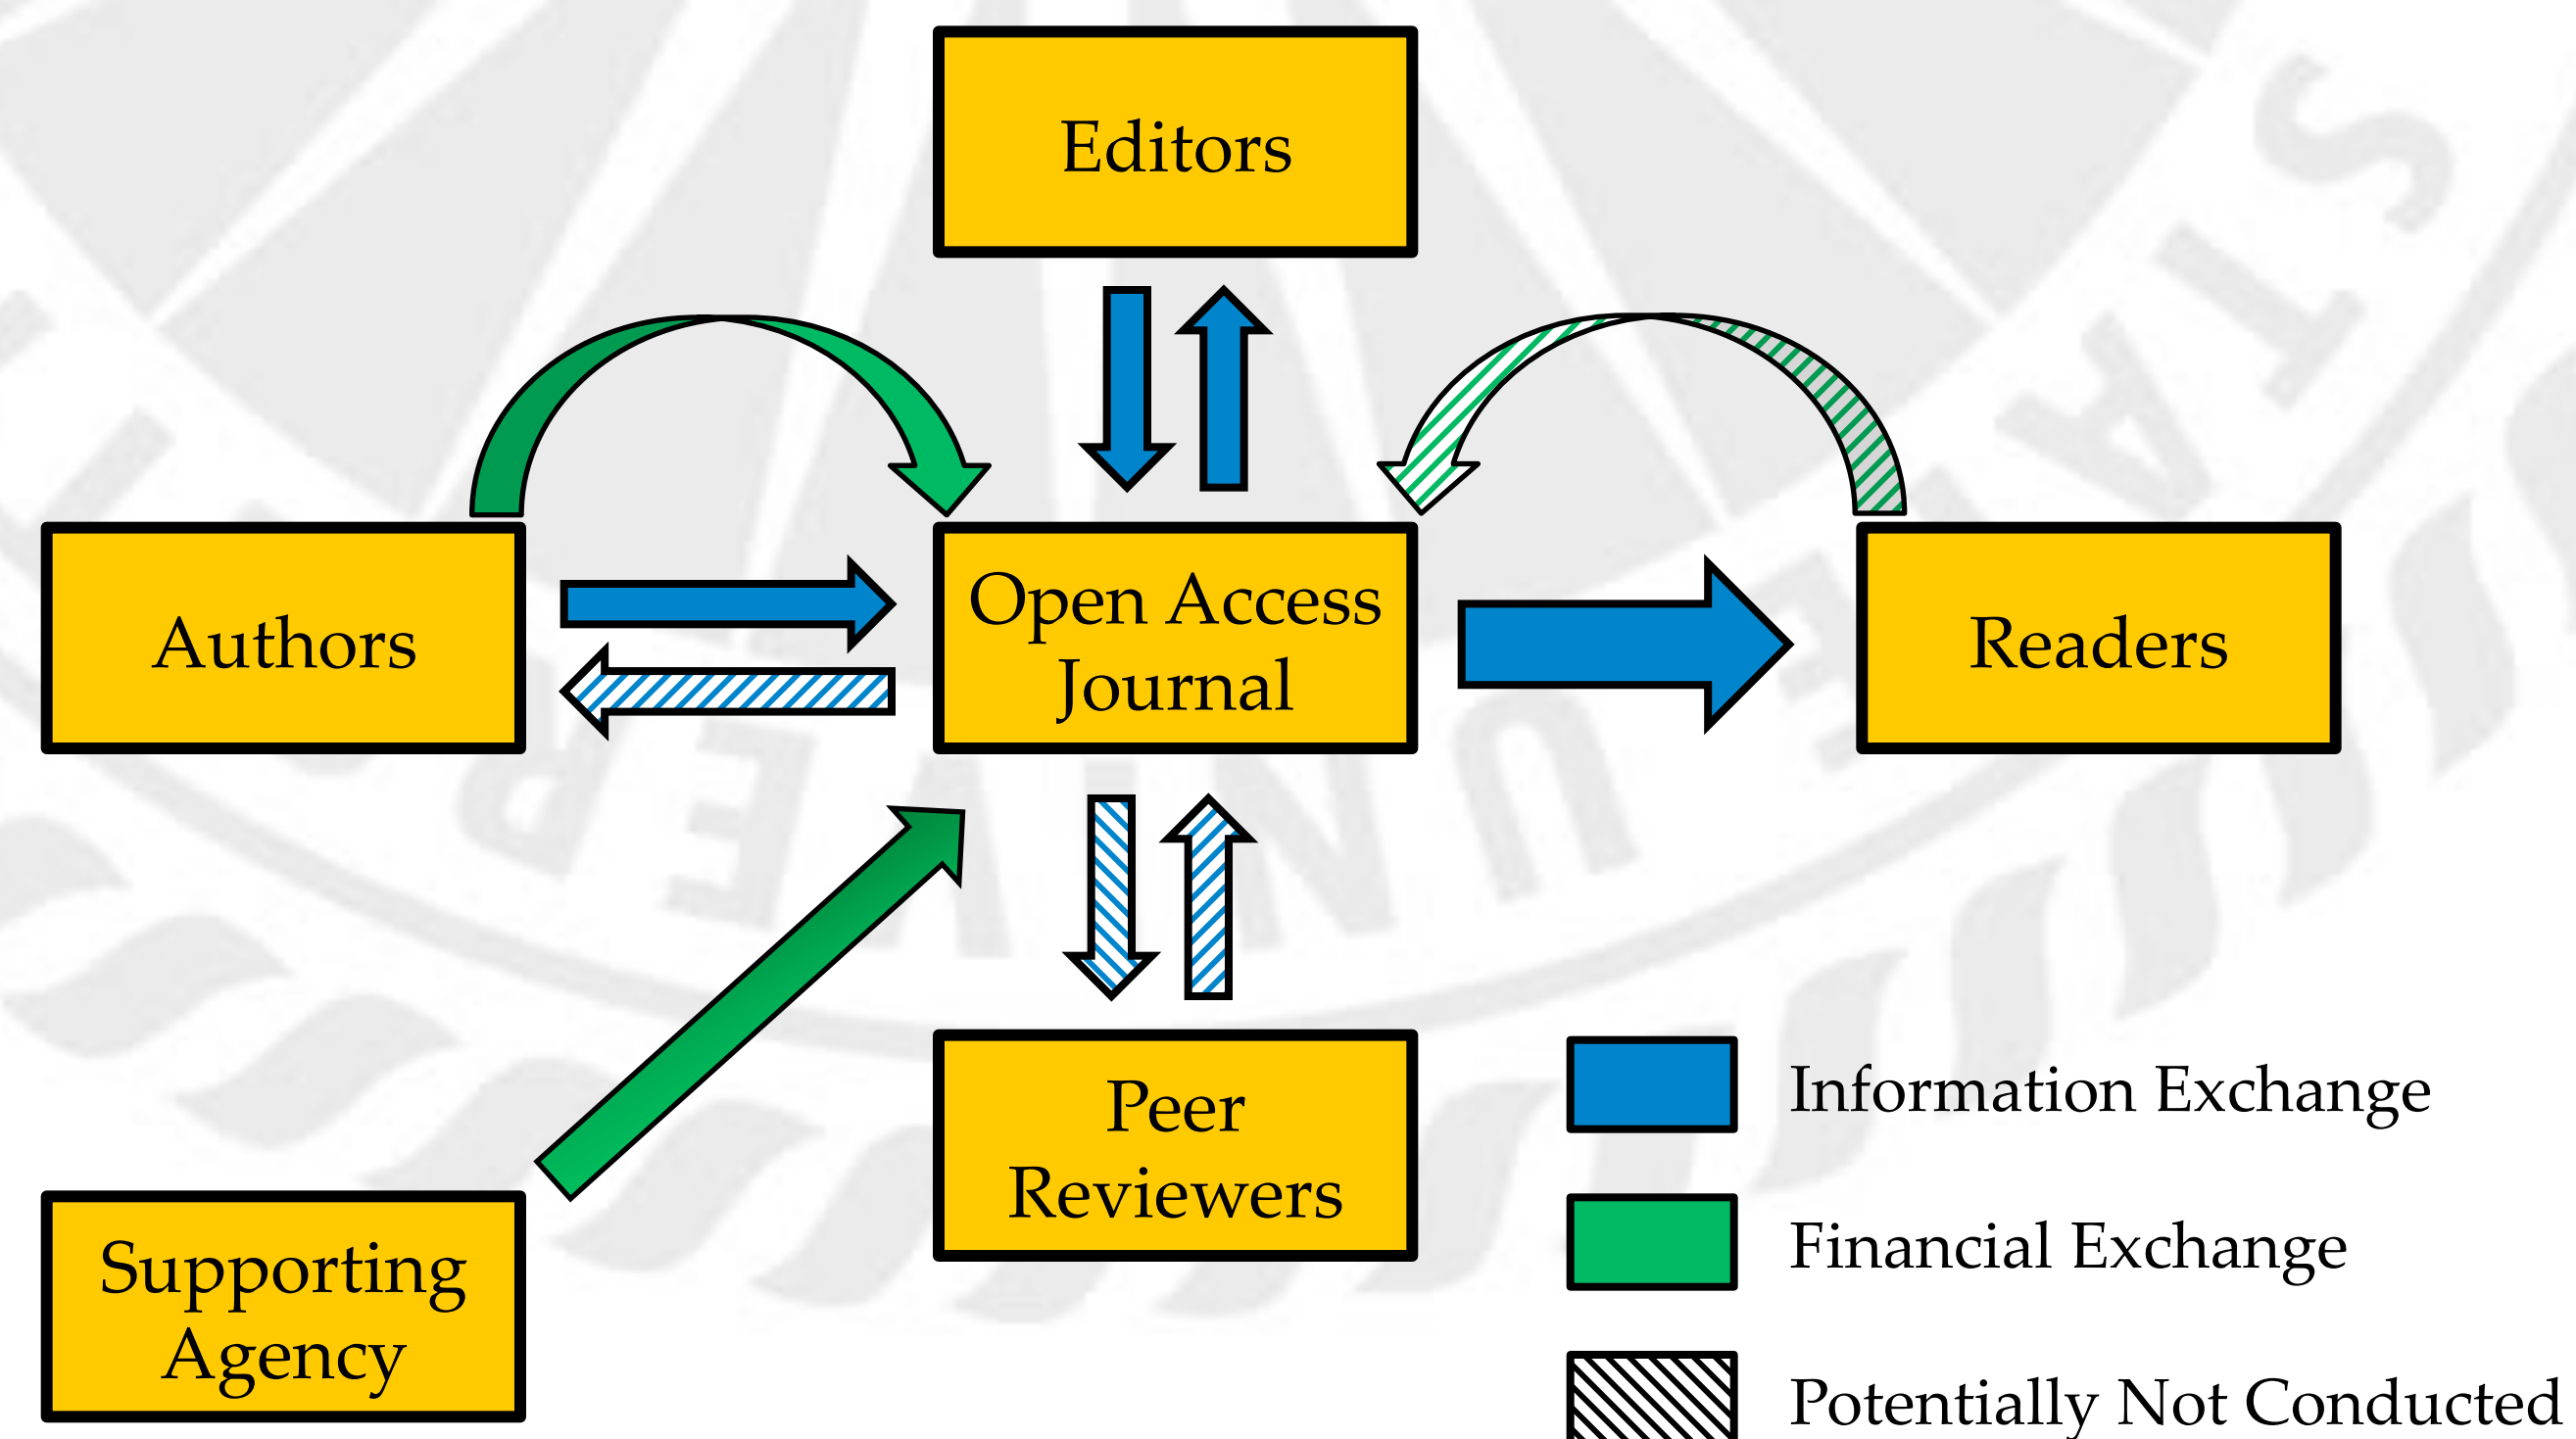 Editors
Authors
Open Access
Journal
Readers
Peer
Reviewers
Supporting
Agency
Information Exchange
Financial Exchange
Potentially Not Conducted